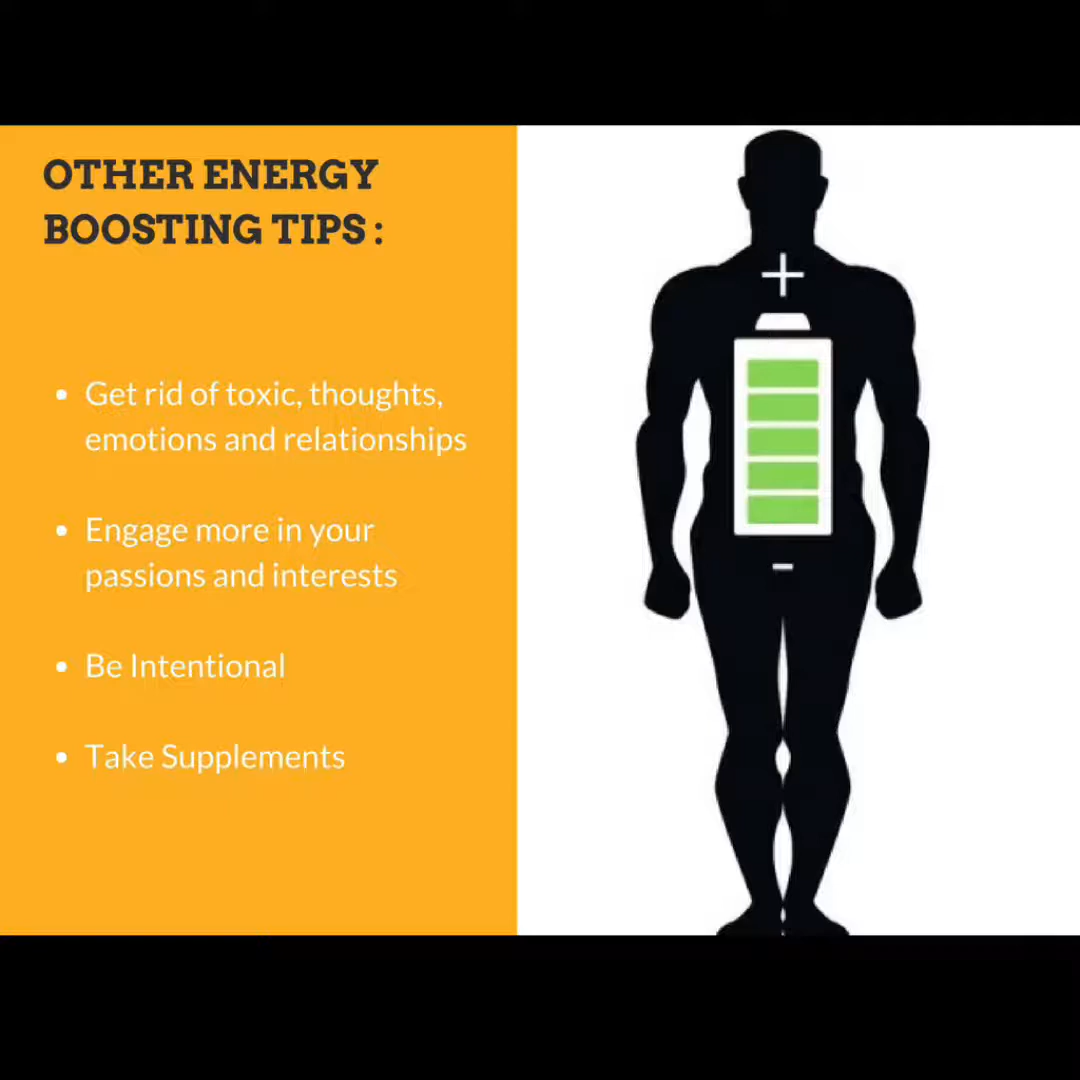 OTHER ENERGY
BOOSTING TIPS :
• Get rid of toxic, thoughts,
emotions and relationships
• Engage more in your
passions and interests
• Be Intentional
• Take Supplements
+
-